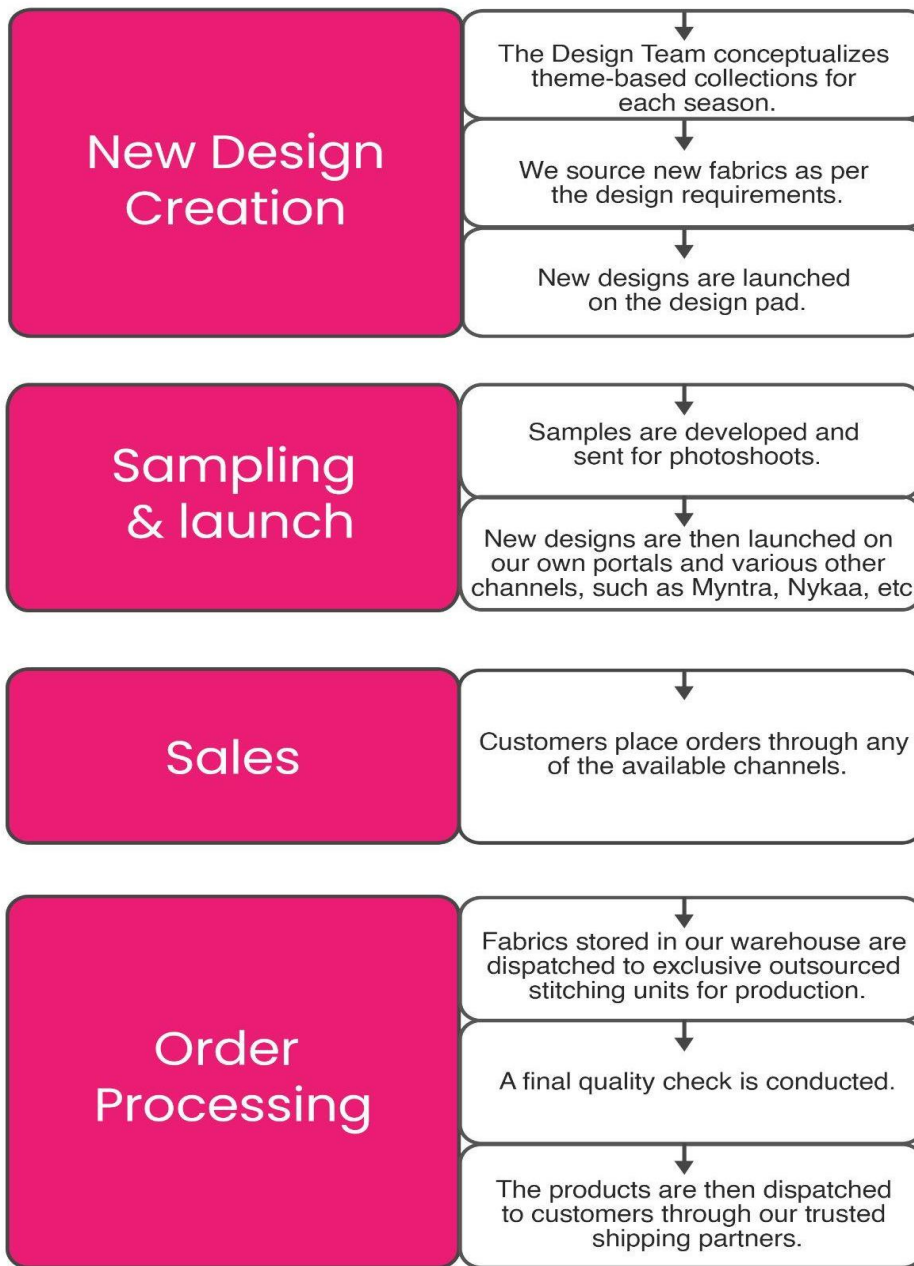 New Design
Creation
The Design Team conceptualizes
theme-based collections for
each season.
We source new fabrics as per
the design requirements.
New designs are launched
on the design pad.
Sampling
& launch
Samples are developed and
sent for photoshoots.
New designs are then launched on
our own portals and various other
channels, such as Myntra, Nykaa, etc
Sales
Customers place orders through any
of the available channels.
Order
Processing
Fabrics stored in our warehouse are
dispatched to exclusive outsourced
stitching units for production.
A final quality check is conducted.
The products are then dispatched
to customers through our trusted
shipping partners.